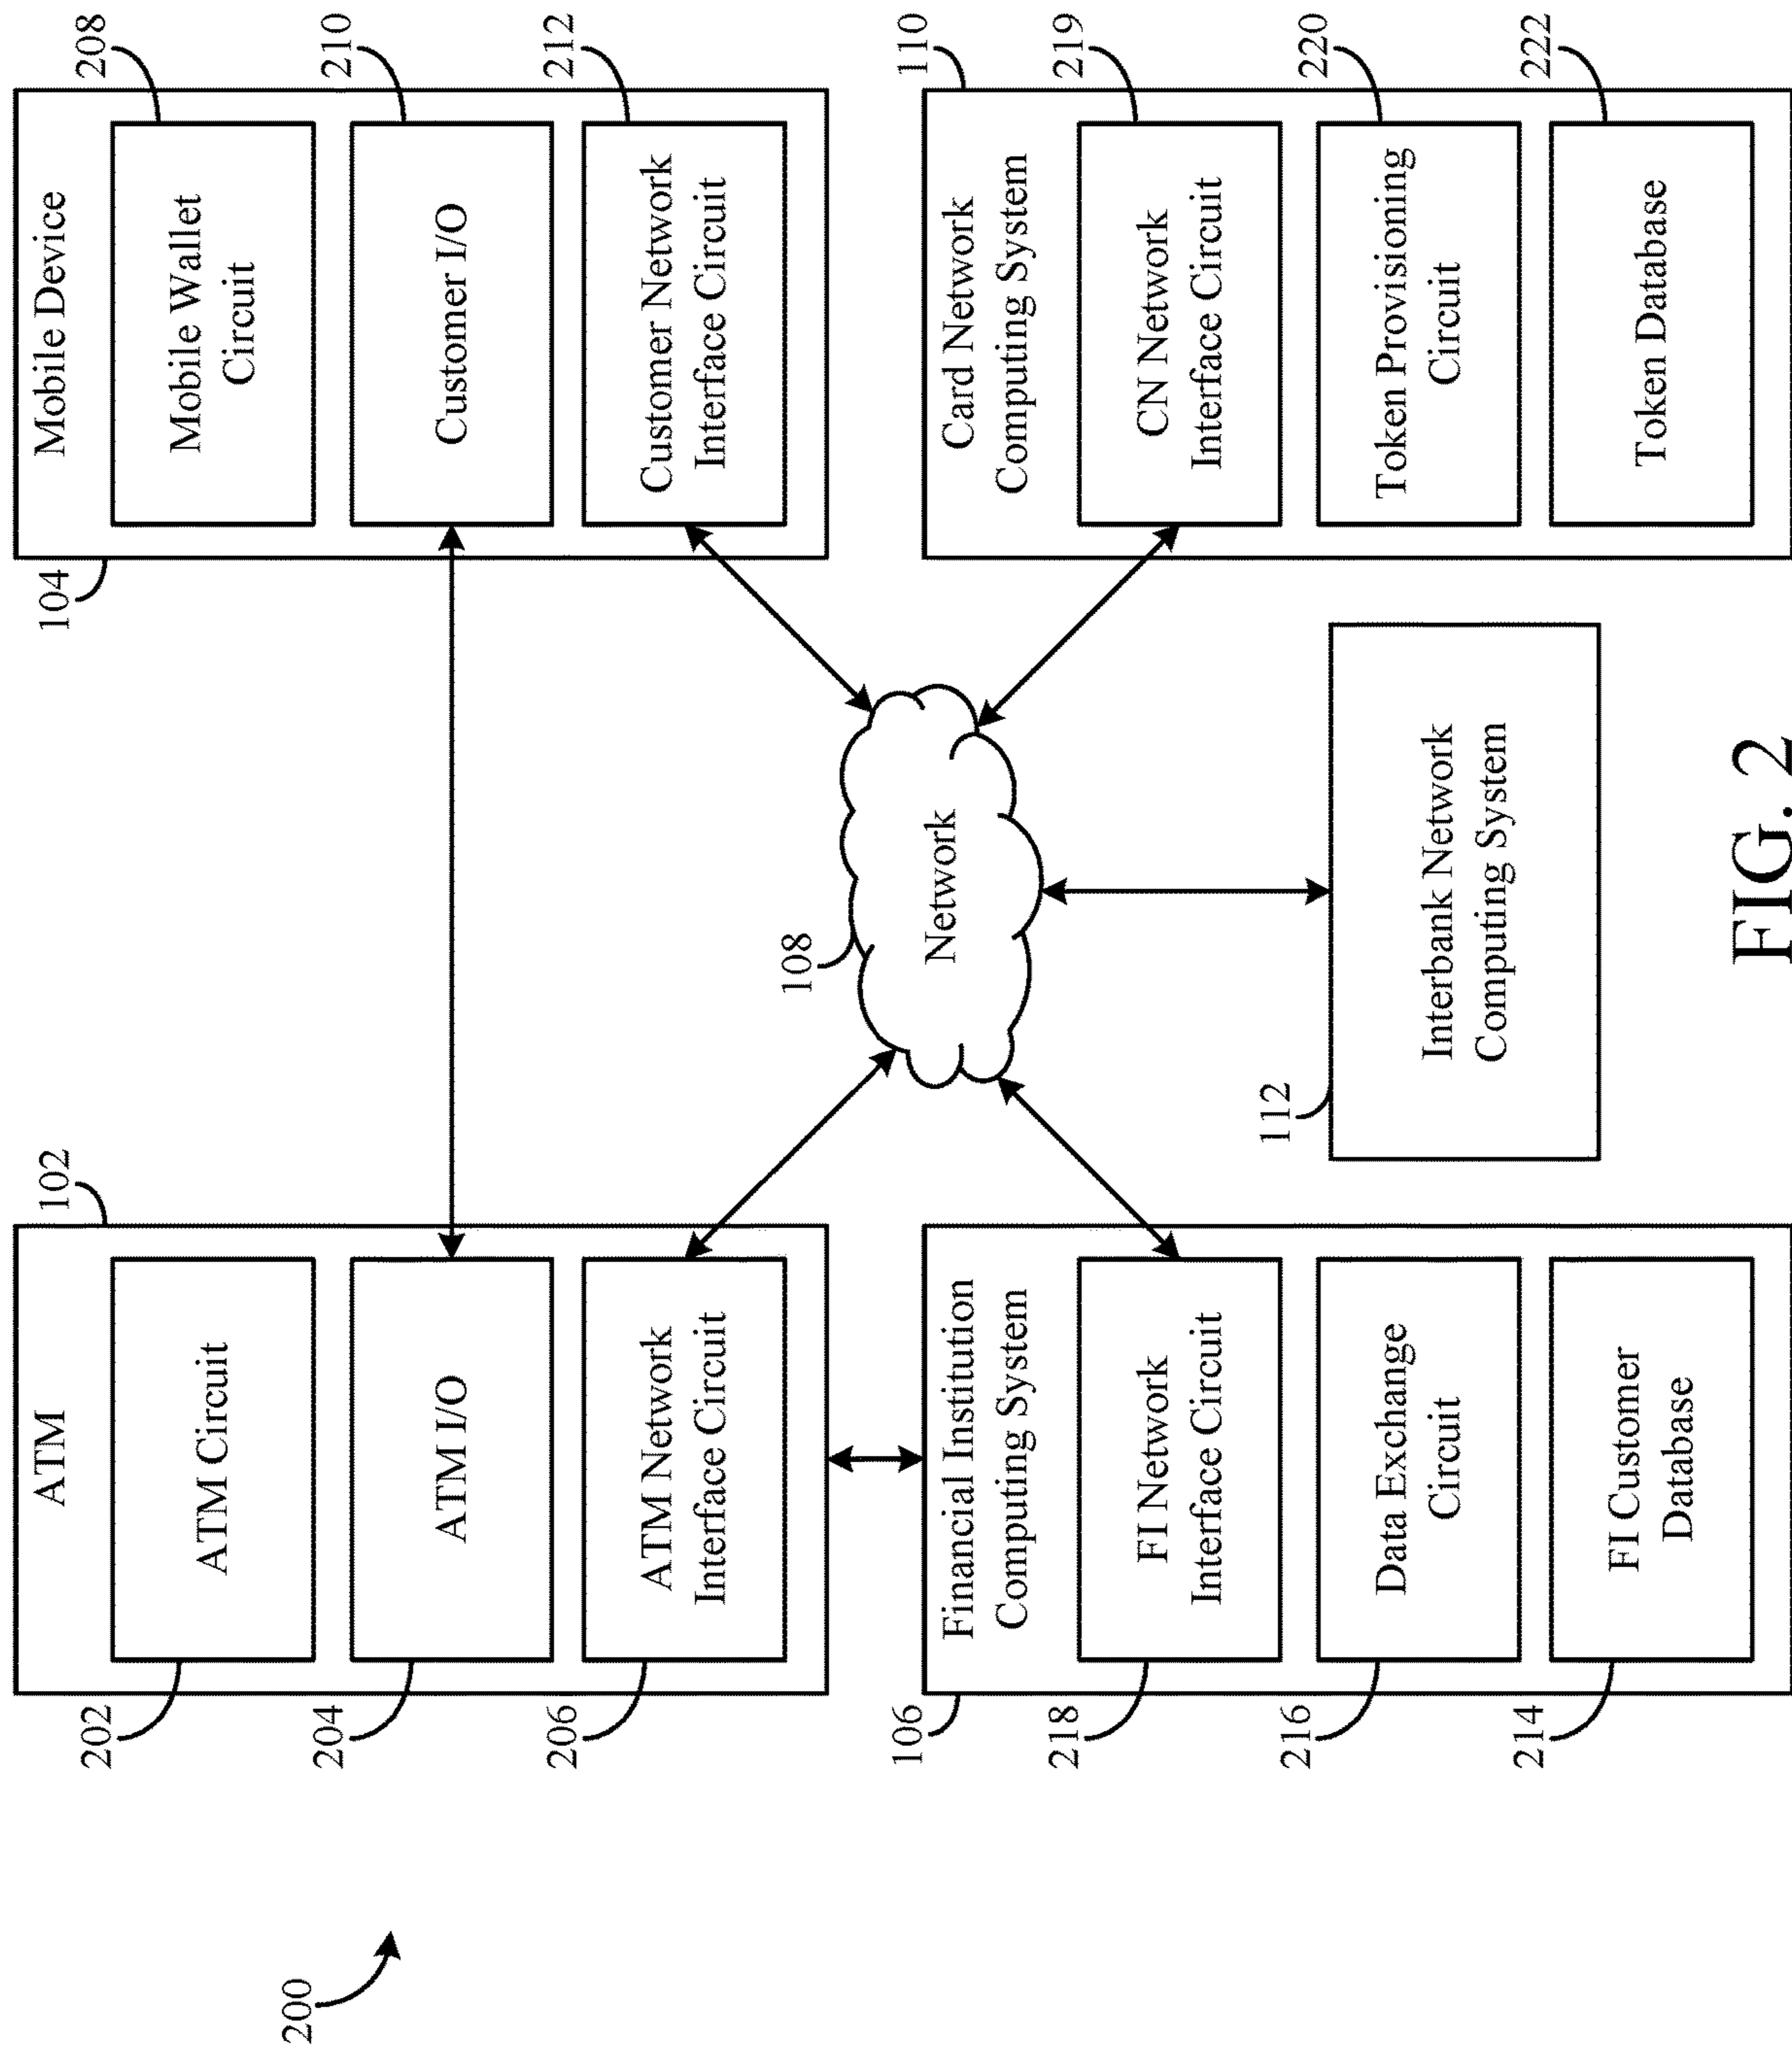 200
ATM
102
202
ATM Circuit
204
ATM I/O
206
ATM Network
Interface Circuit
104
Mobile Device
208
Mobile Wallet
Circuit
210
Customer I/O
212
Customer Network
Interface Circuit
108
Network
106
Financial Institution
Computing System
218
FI Network
Interface Circuit
216
Data Exchange
Circuit
214
FI Customer
Database
112
Interbank Network
Computing System
110
Card Network
Computing System
219
CN Network
Interface Circuit
220
Token Provisioning
Circuit
222
Token Database
FIG. 2